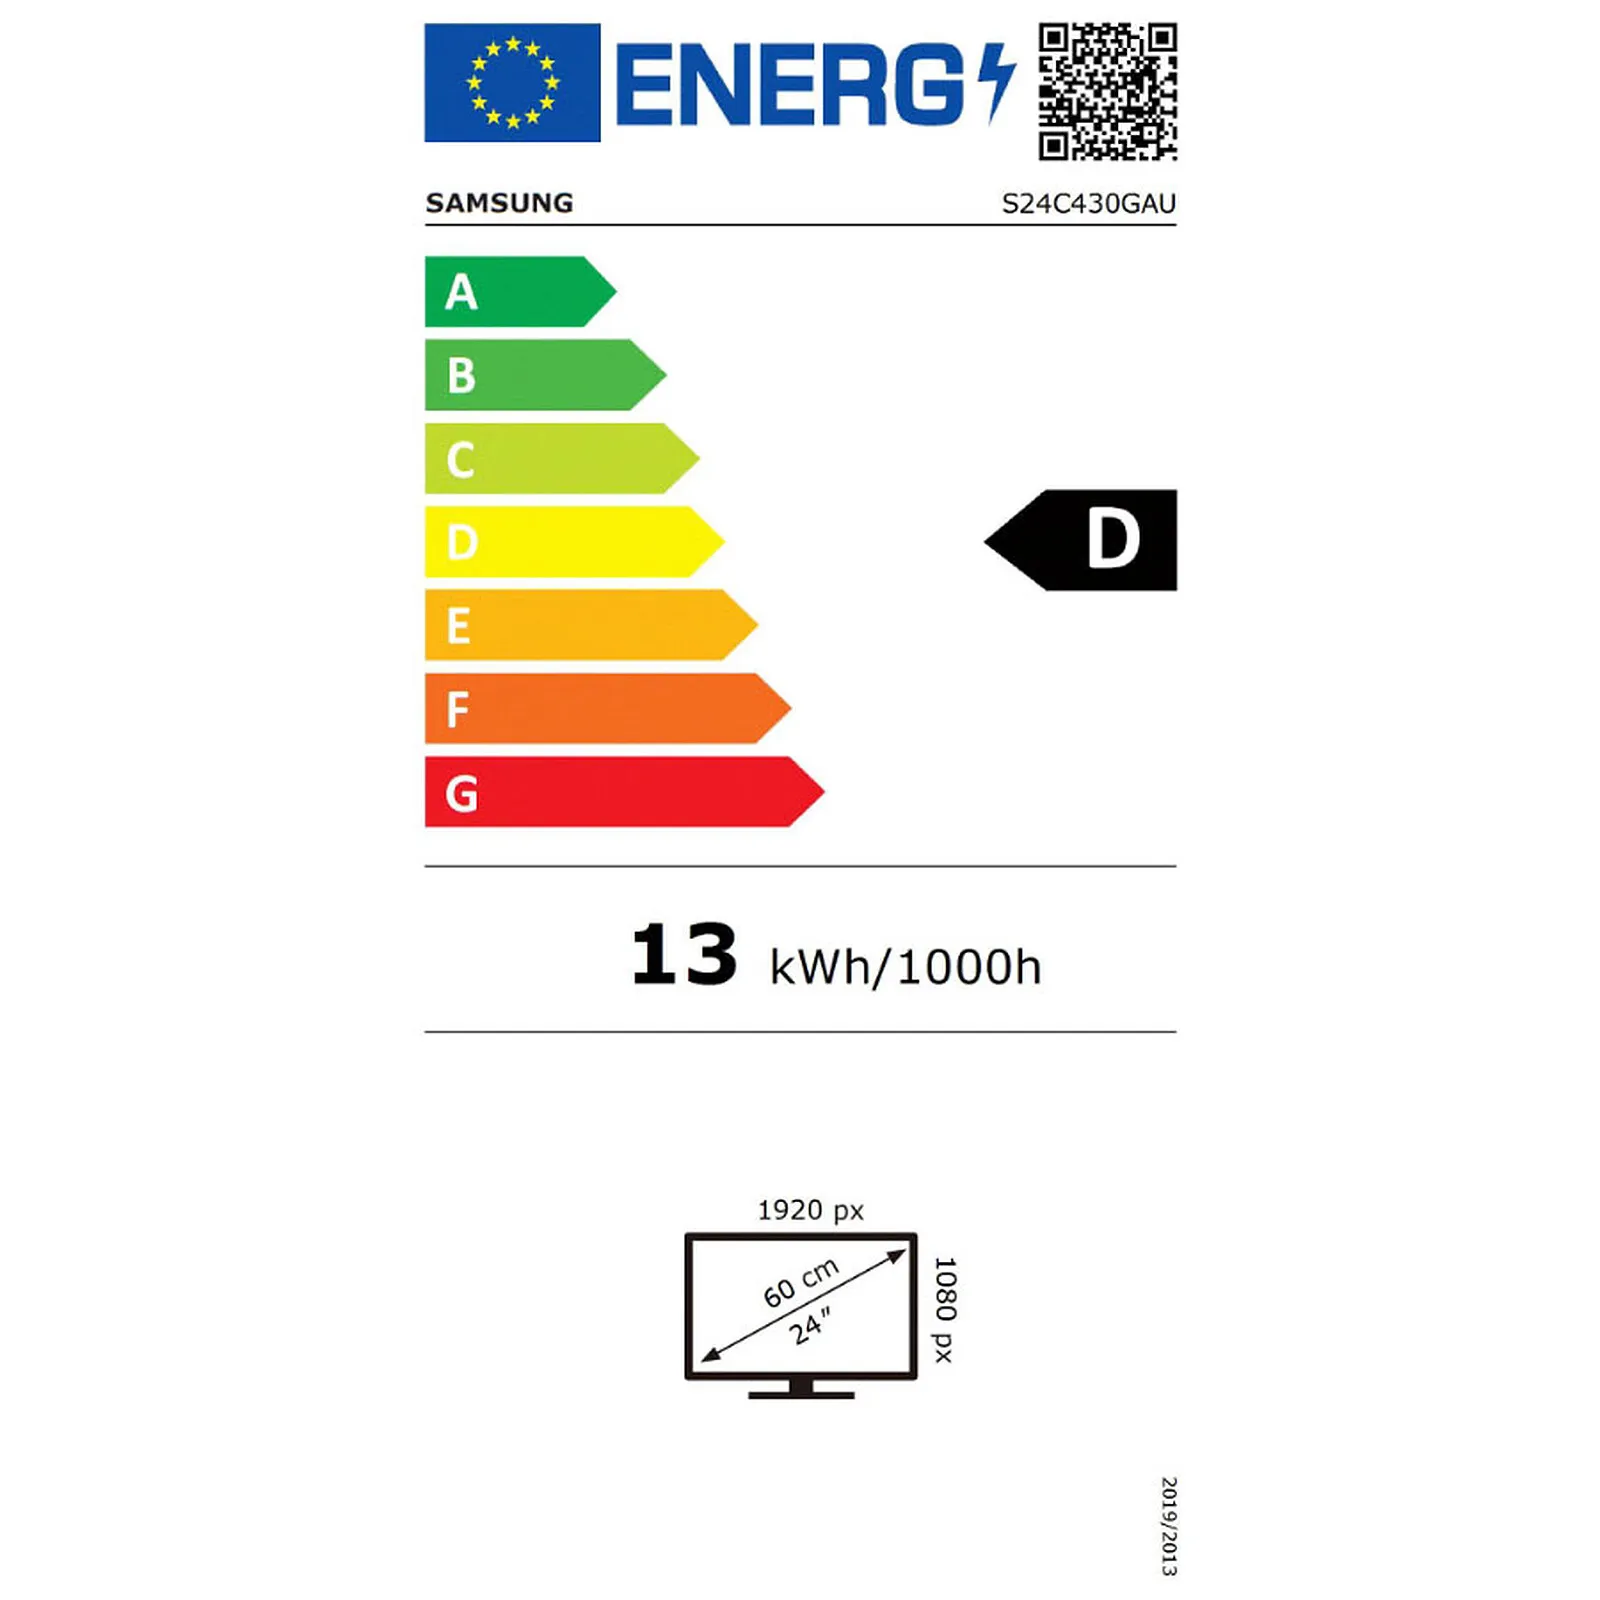 ENERG
SAMSUNG S24C430GAU
A
B
C
D
D
E
F
G
13 kWh/1000h
1920 px
60 cm
24"
1080 px
2019/2013